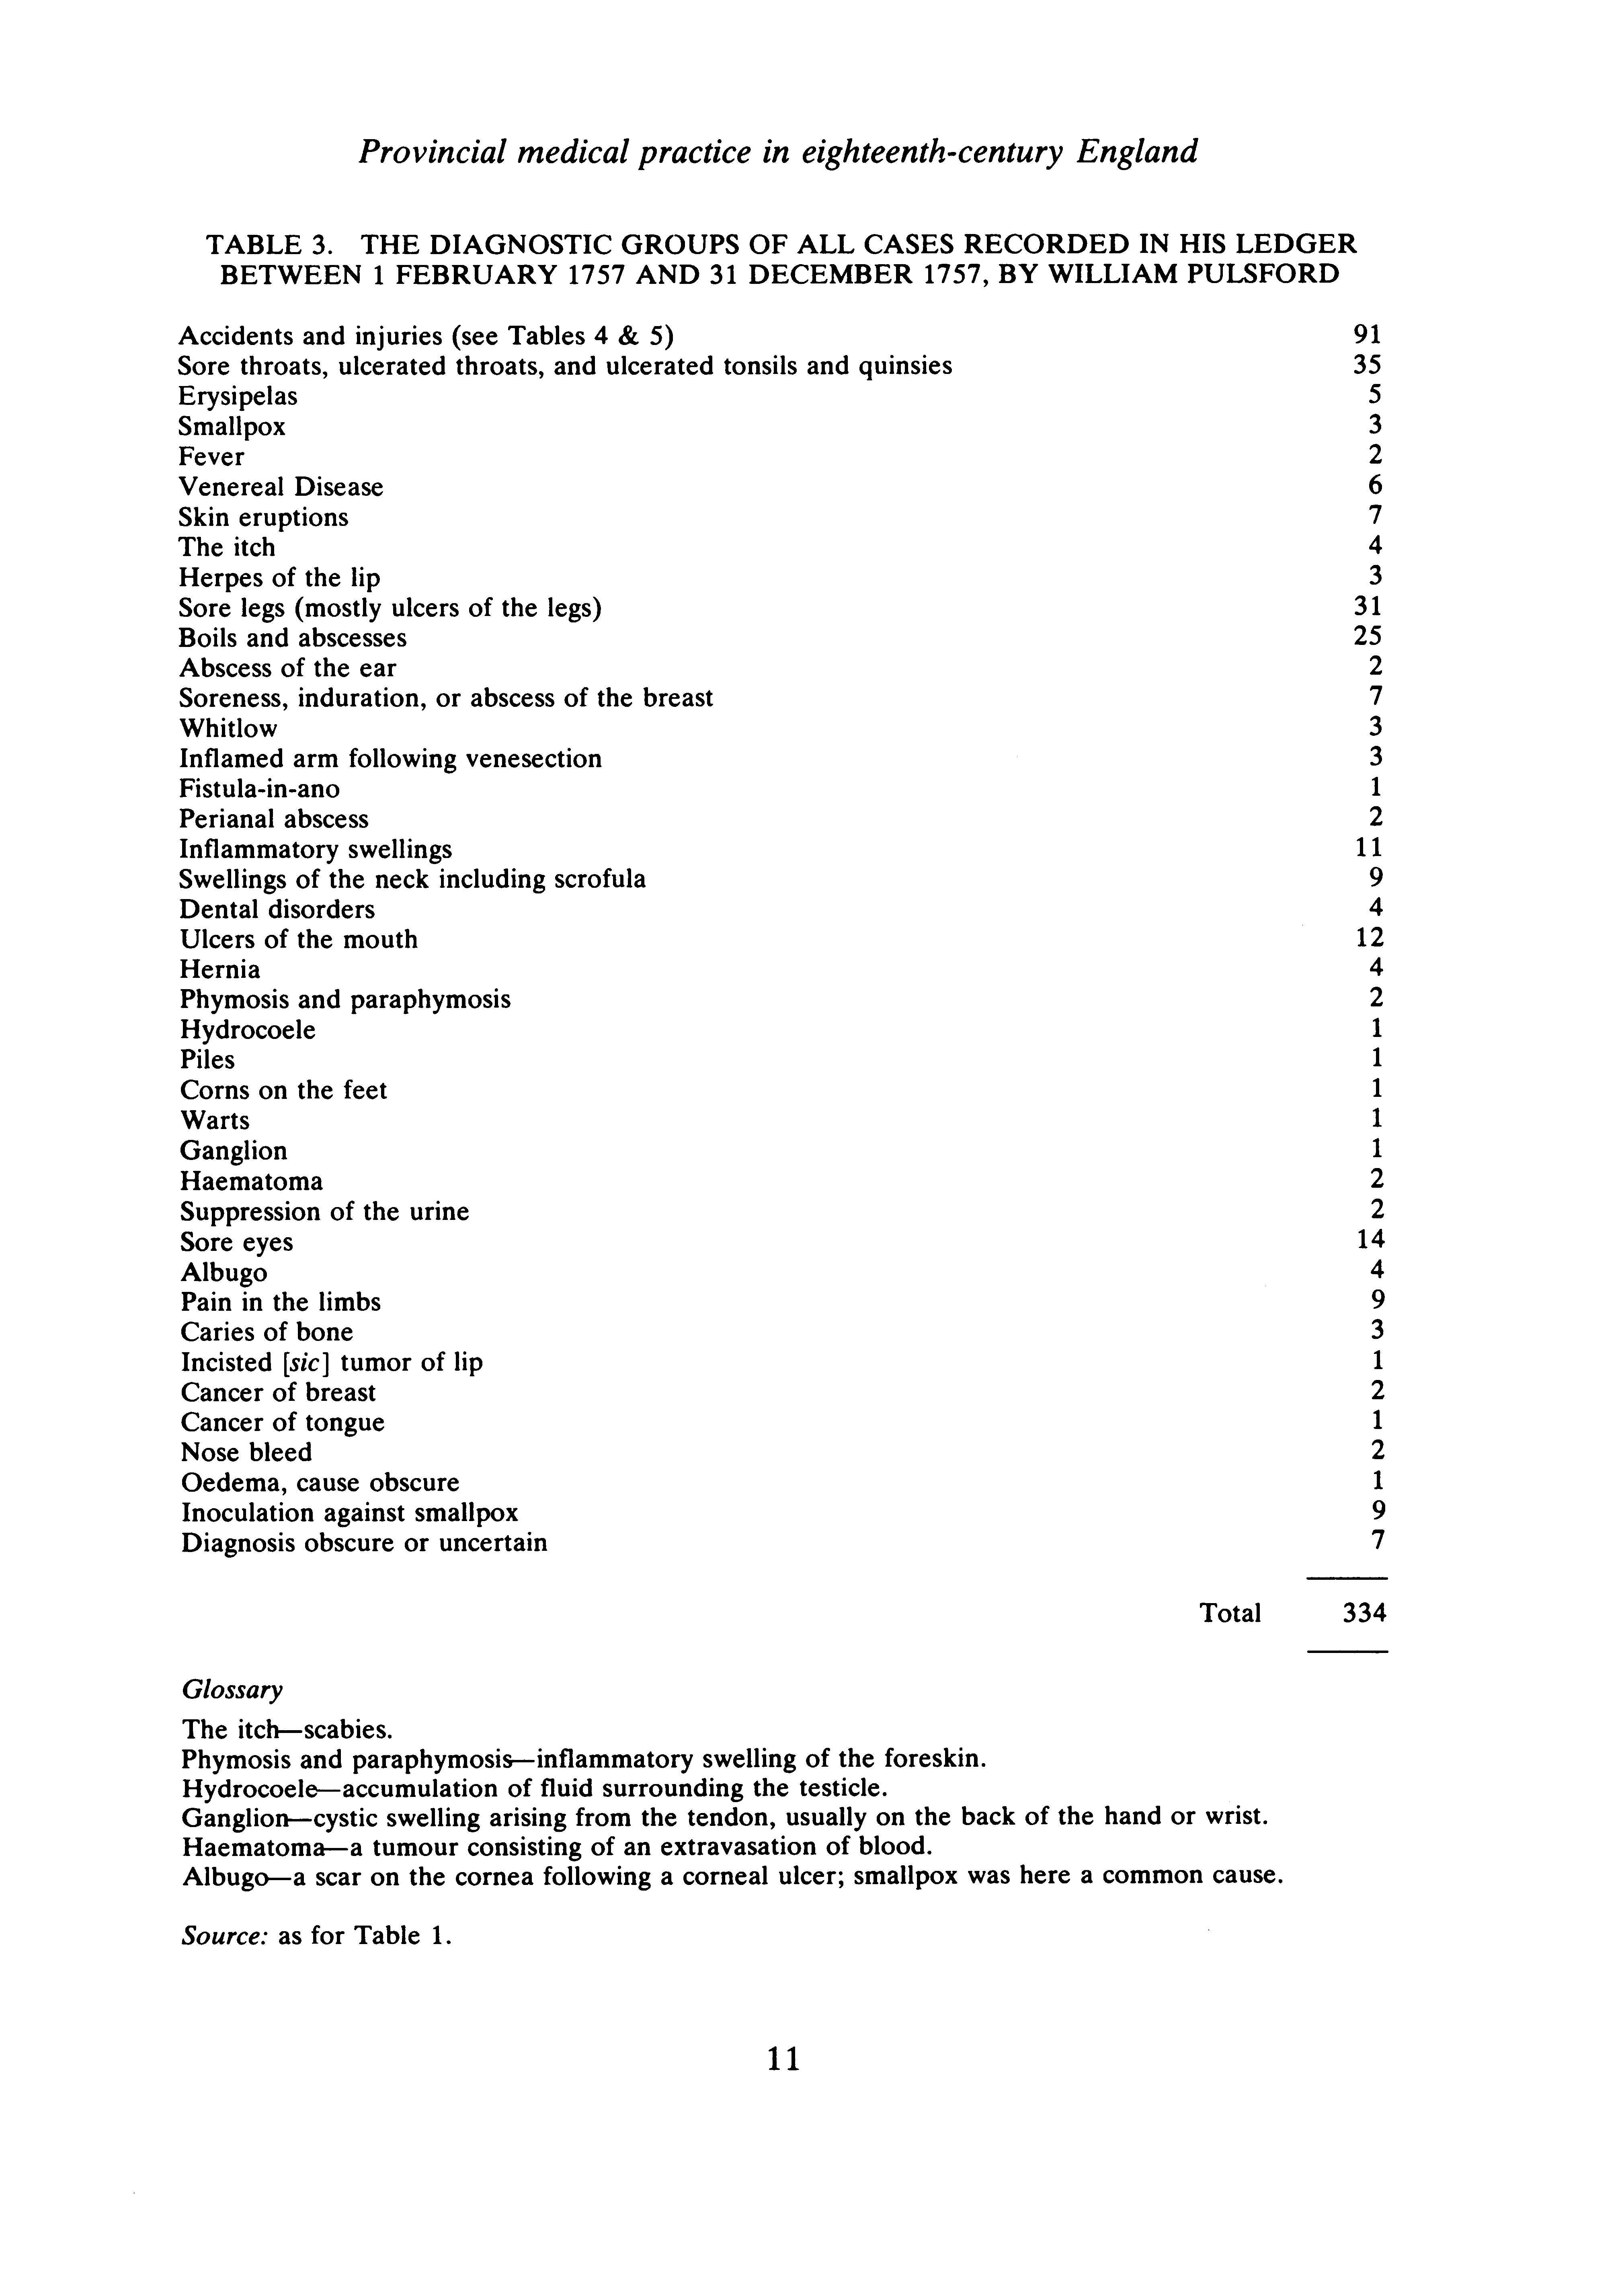 Provincial medical practice in eighteenth-century England
TABLE 3. THE DIAGNOSTIC GROUPS OF ALL CASES RECORDED IN HIS LEDGER
BETWEEN 1 FEBRUARY 1757 AND 31 DECEMBER 1757, BY WILLIAM PULSFORD
Accidents and injuries (see Tables 4 & 5) 91
Sore throats, ulcerated throats, and ulcerated tonsils and quinsies 35
Erysipelas 5
Smallpox 3
Fever 2
Venereal Disease 6
Skin eruptions 7
The itch 4
Herpes of the lip 3
Sore legs (mostly ulcers of the legs) 31
Boils and abscesses 25
Abscess of the ear 2
Soreness, induration, or abscess of the breast 7
Whitlow 3
Inflamed arm following venesection 3
Fistula-in-ano 1
Perianal abscess 2
Inflammatory swellings 11
Swellings of the neck including scrofula 9
Dental disorders 4
Ulcers of the mouth 12
Hernia 4
Phymosis and paraphymosis 2
Hydrocoele 1
Piles 1
Corns on the feet 1
Warts 1
Ganglion 1
Haematoma 2
Suppression of the urine 2
Sore eyes 14
Albugo 4
Pain in the limbs 9
Caries of bone 3
Incisted [sic] tumor of lip 1
Cancer of breast 2
Cancer of tongue 1
Nose bleed 2
Oedema, cause obscure 1
Inoculation against smallpox 9
Diagnosis obscure or uncertain 7
Total 334
Glossary
The itch—scabies.
Phymosis and paraphymosis—inflammatory swelling of the foreskin.
Hydrocoele—accumulation of fluid surrounding the testicle.
Ganglion—cystic swelling arising from the tendon, usually on the back of the hand or wrist.
Haematoma—a tumour consisting of an extravasation of blood.
Albugo—a scar on the cornea following a corneal ulcer; smallpox was here a common cause.
Source: as for Table 1.
11